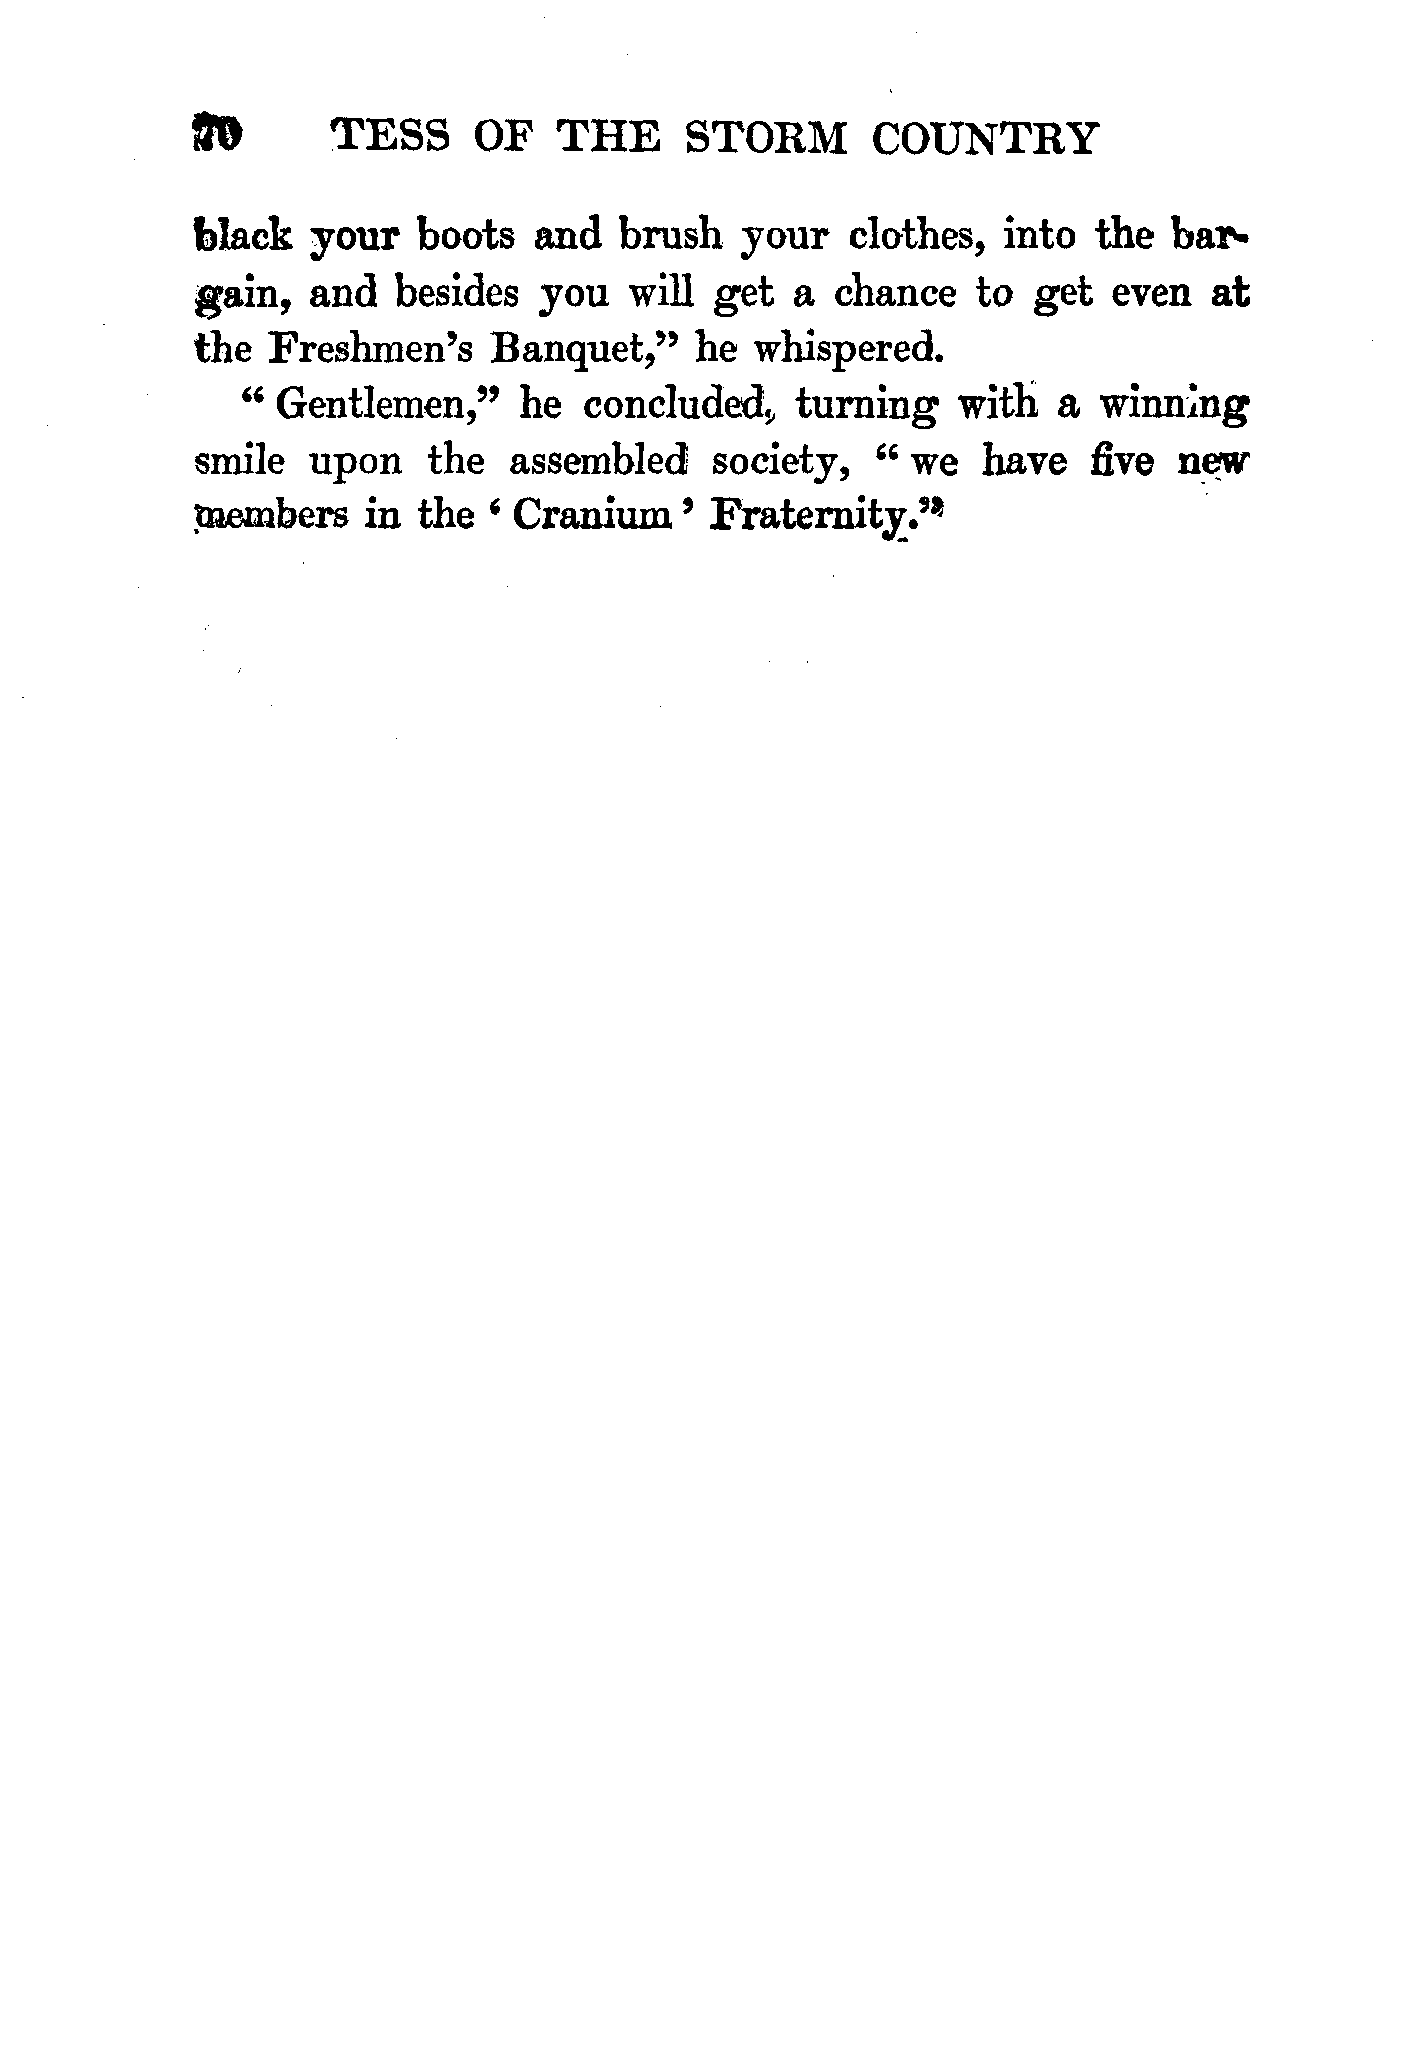 70 TESS OF THE STORM COUNTRY
black your boots and brush your clothes, into the bar-
gain, and besides you will get a chance to get even at
the Freshmen's Banquet," he whispered.
" Gentlemen," he concluded, turning with a winning
smile upon the assembled society, " we have five new
members in the ' Cranium ' Fraternity."